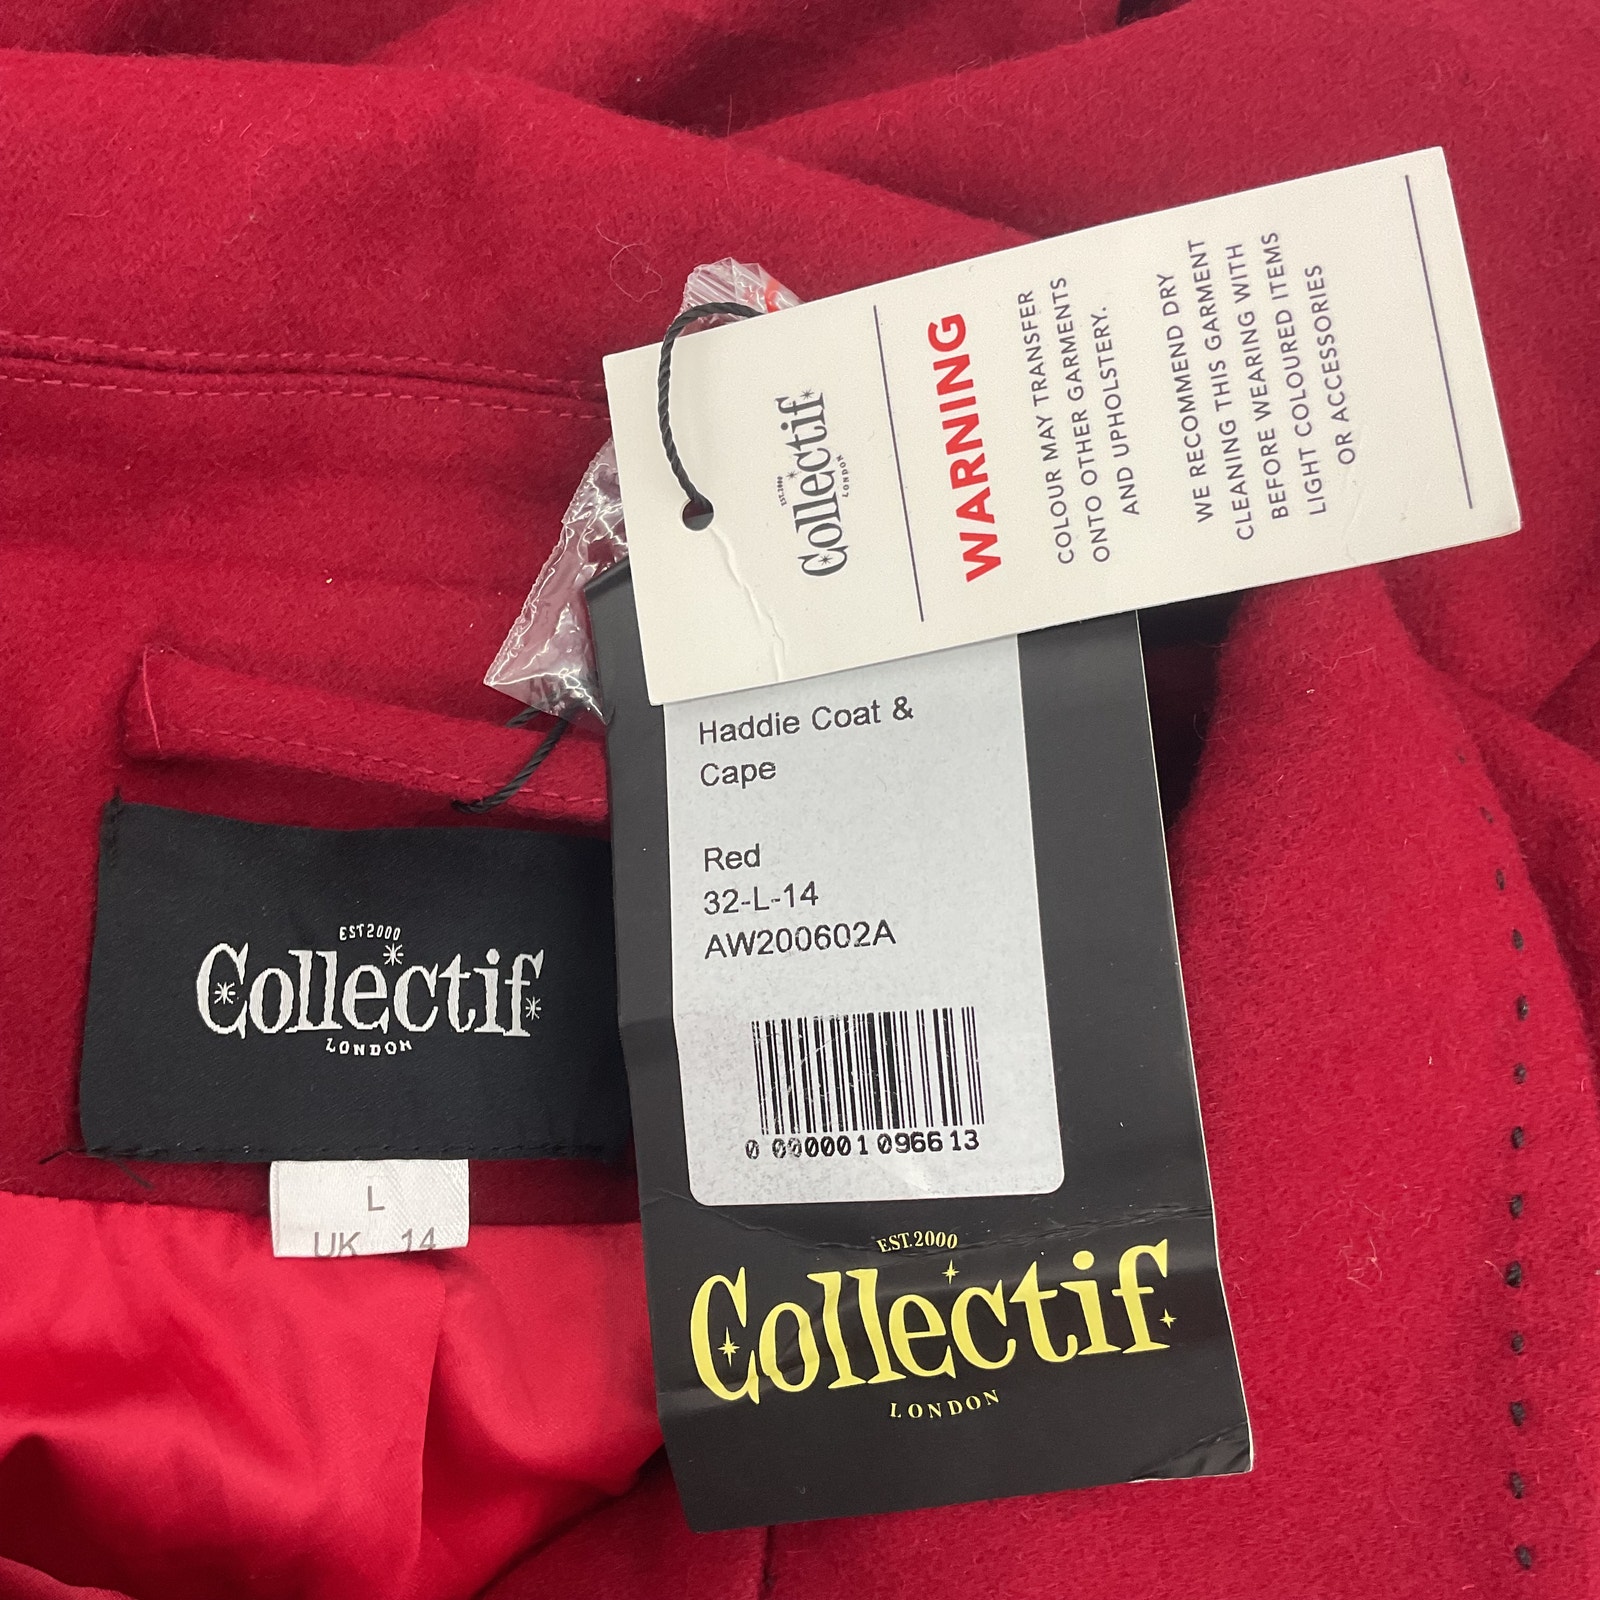 Collectif
EST.2000
LONDON
WARNING
COLOUR MAY TRANSFER
ONTO OTHER GARMENTS
AND UPHOLSTERY.
WE RECOMMEND DRY
CLEANING THIS GARMENT
BEFORE WEARING WITH
LIGHT COLOURED ITEMS
OR ACCESSORIES
Haddie Coat &
Cape
Red
32-L-14
AW200602A
0 000001 096613
EST.2000
Collectif
LONDON
EST2000
Collectif
LONDON
L
UK 14